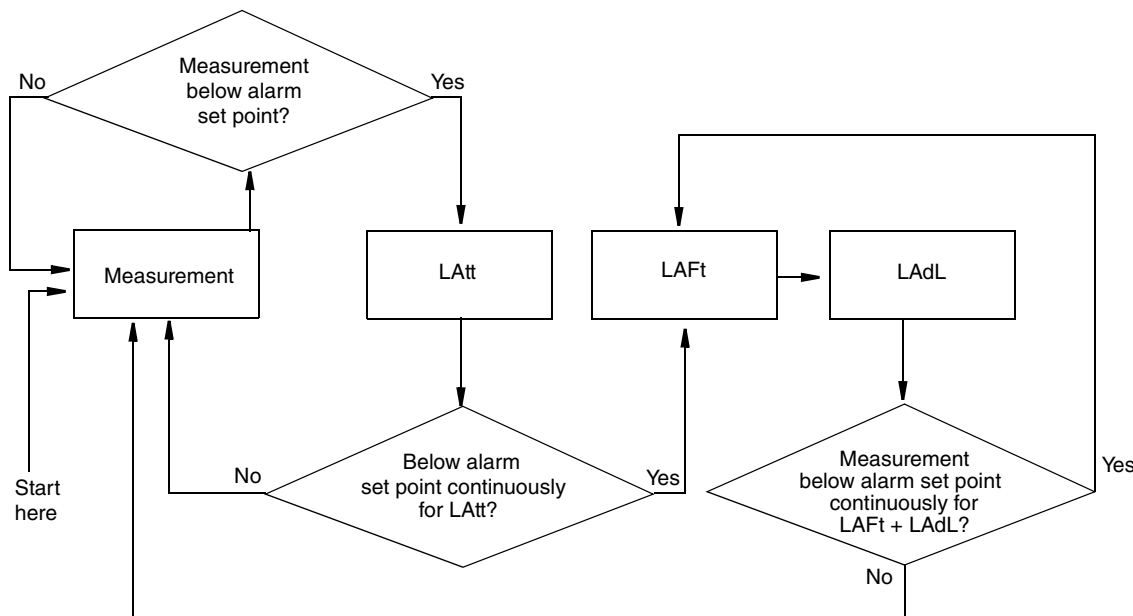 Measurement
below alarm
set point?
No
Yes
Measurement
LAtt
LAFt
LAdL
Start
here
No
Below alarm
set point continuously
for LAtt?
Yes
Measurement
below alarm set point
continuously for
LAFt + LAdL?
Yes
No